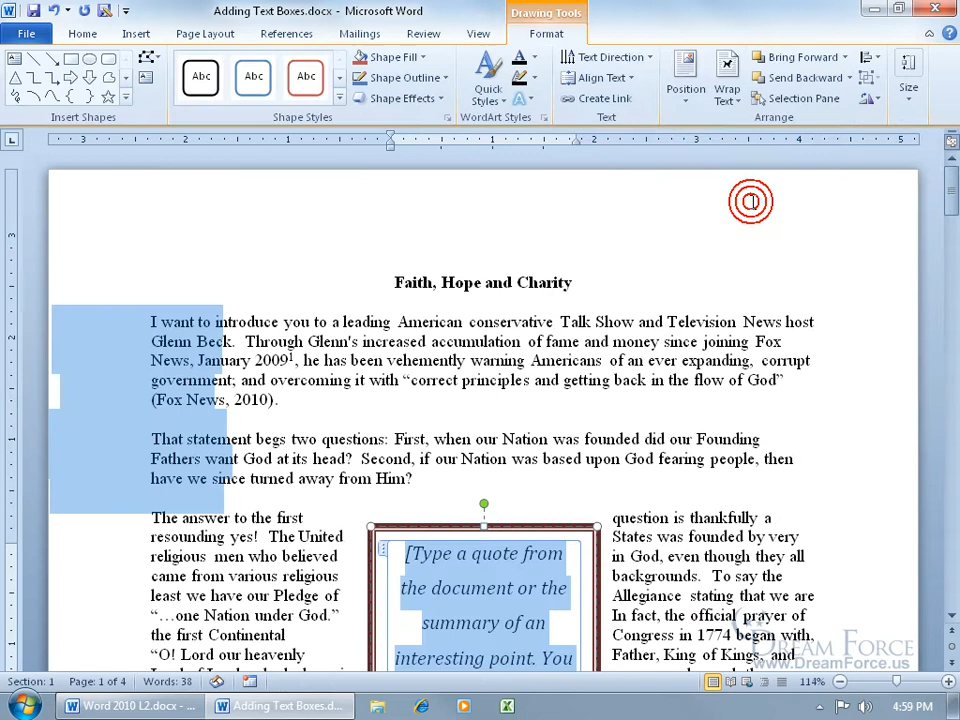 Adding Text Boxes.docx - Microsoft Word
Drawing Tools
File Home Insert Page Layout References Mailings Review View Format
Abc Abc Abc
Shape Fill
Shape Outline
Shape Effects
Quick Styles
A
Text Direction
Align Text
Create Link
Position
Wrap Text
Bring Forward
Send Backward
Selection Pane
Size
Insert Shapes Shape Styles WordArt Styles Text Arrange
3 2 1 1 2 3 4 5
Faith, Hope and Charity
I want to introduce you to a leading American conservative Talk Show and Television News host
Glenn Beck. Through Glenn's increased accumulation of fame and money since joining Fox
News, January 2009¹, he has been vehemently warning Americans of an ever expanding, corrupt
government; and overcoming it with “correct principles and getting back in the flow of God”
(Fox News, 2010).
That statement begs two questions: First, when our Nation was founded did our Founding
Fathers want God at its head? Second, if our Nation was based upon God fearing people, then
have we since turned away from Him?
The answer to the first
resounding yes! The United
religious men who believed
came from various religious
least we have our Pledge of
“…one Nation under God.”
the first Continental
“O! Lord our heavenly
[Type a quote from
the document or the
summary of an
interesting point. You
question is thankfully a
States was founded by very
in God, even though they all
backgrounds. To say the
Allegiance stating that we are
In fact, the official prayer of
Congress in 1774 began with,
Father, King of Kings, and
DREAM FORCE
www.DreamForce.us
Section: 1 Page: 1 of 4 Words: 38 114%
Word 2010 L2.docx - ... Adding Text Boxes.d... 4:59 PM